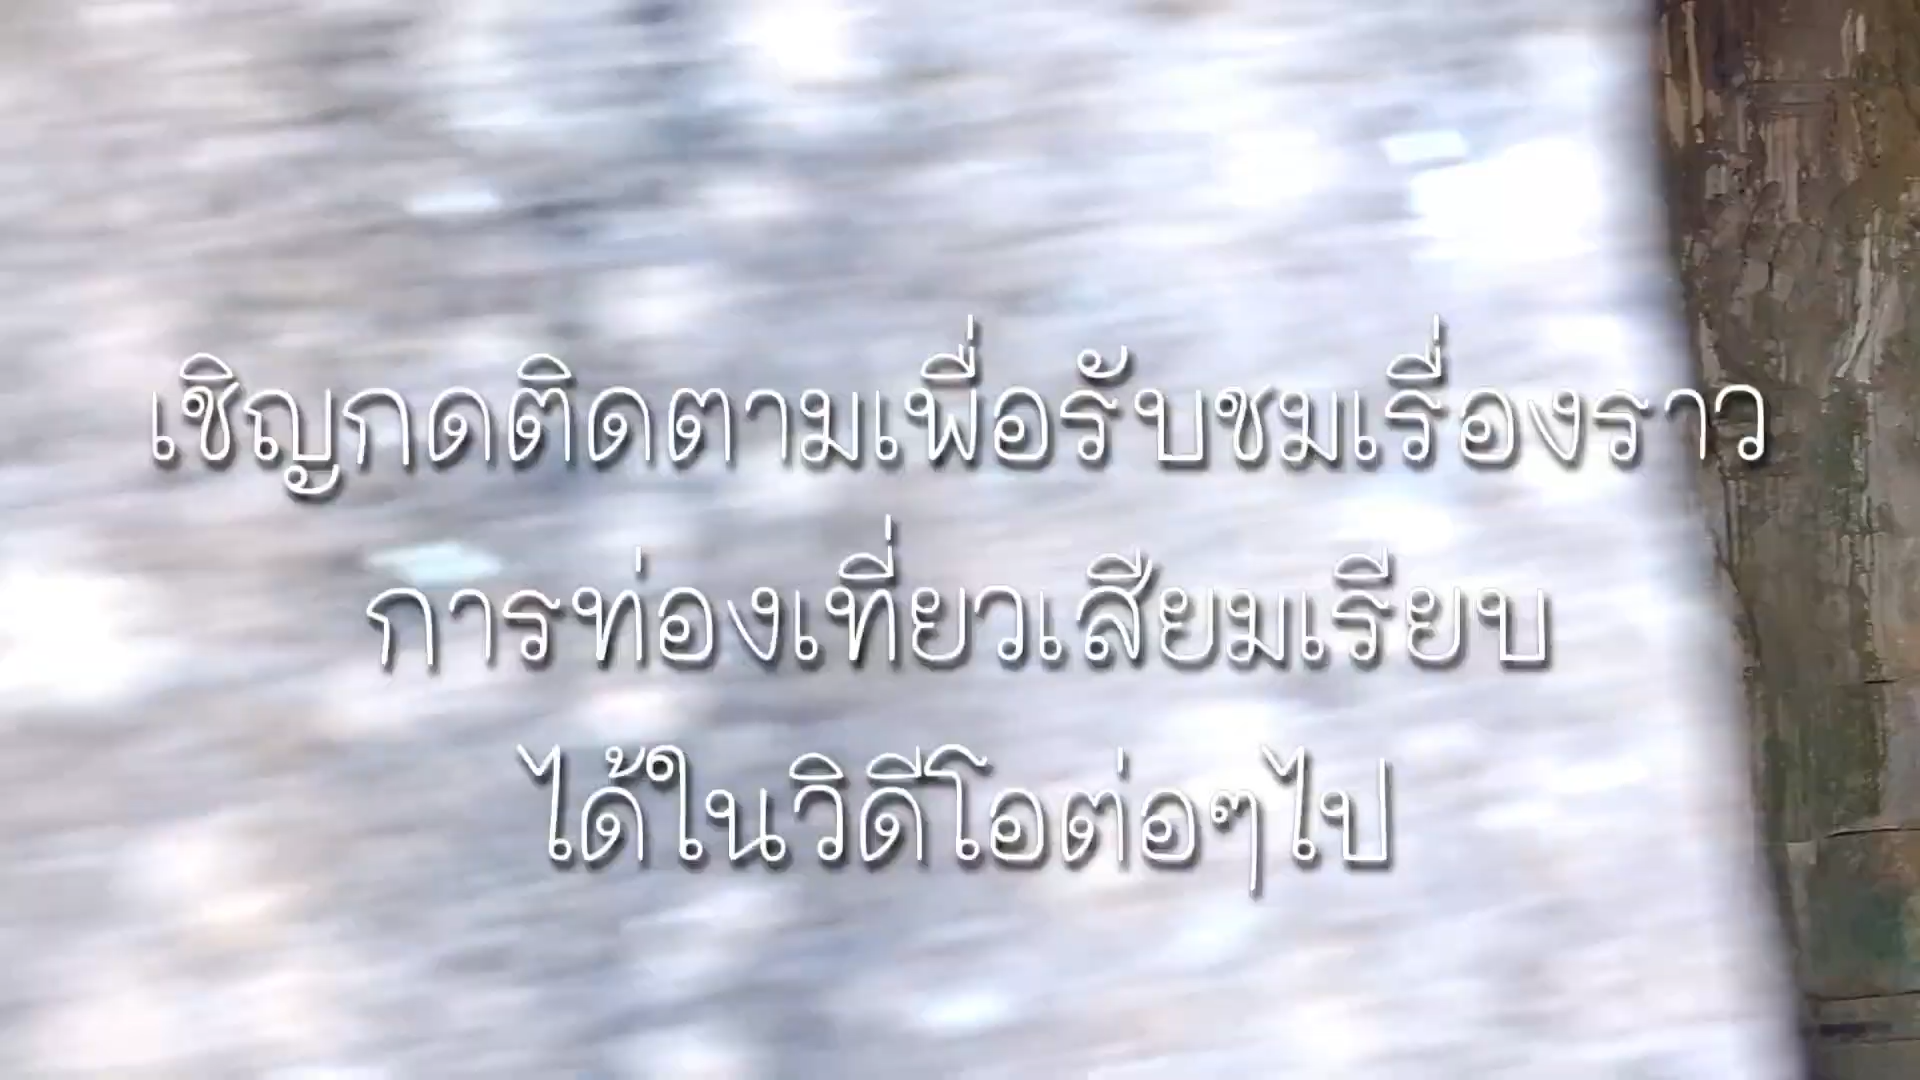 เชิญกดติดตามเพื่อรับชมเรื่องราว
การท่องเที่ยวเสียมเรียบ
ได้ในวิดีโอต่อๆไป